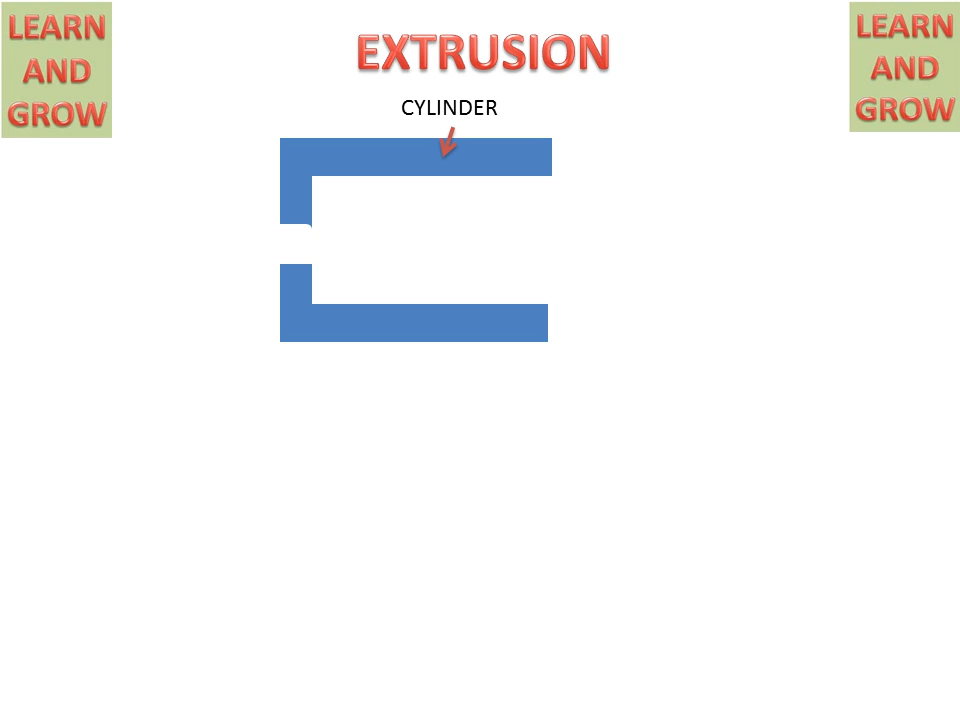 LEARN
AND
GROW
EXTRUSION
LEARN
AND
GROW
CYLINDER